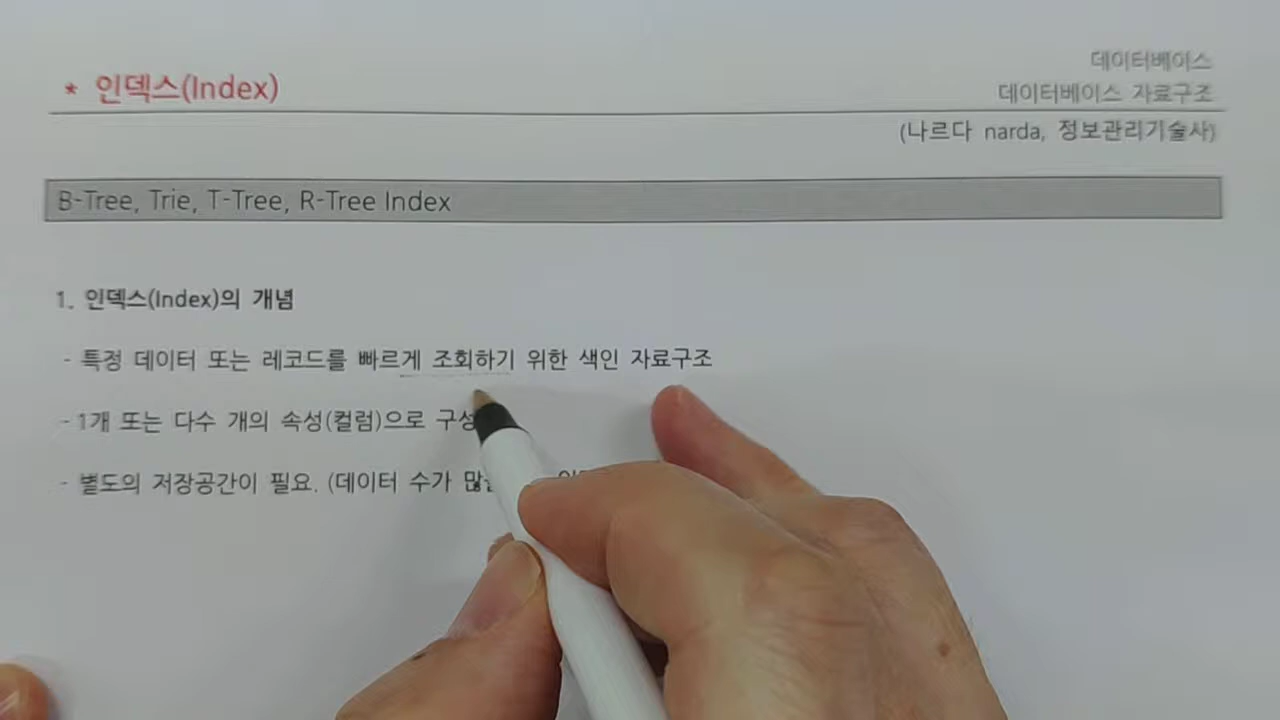 * 인덱스(Index)
데이터베이스
데이터베이스 자료구조
(나르다 narda, 정보관리기술사)
B-Tree, Trie, T-Tree, R-Tree Index
1. 인덱스(Index)의 개념
- 특정 데이터 또는 레코드를 빠르게 조회하기 위한 색인 자료구조
- 1개 또는 다수 개의 속성(컬럼)으로 구성
- 별도의 저장공간이 필요. (데이터 수가